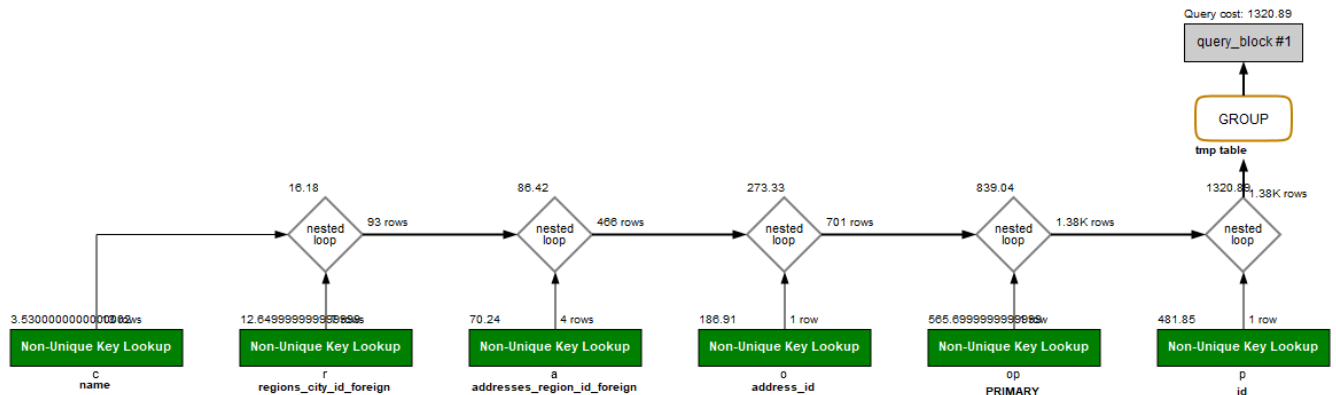 Query cost: 1320.89
query_block #1
GROUP
tmp table
16.18
86.42
273.33
839.04
1320.89
1.38K rows
nested loop
93 rows
nested loop
466 rows
nested loop
701 rows
nested loop
1.38K rows
nested loop
70.24
4 rows
186.91
1 row
1 row
481.85
1 row
Non-Unique Key Lookup
Non-Unique Key Lookup
Non-Unique Key Lookup
Non-Unique Key Lookup
Non-Unique Key Lookup
Non-Unique Key Lookup
c
r
a
o
op
p
name
regions_city_id_foreign
addresses_region_id_foreign
address_id
PRIMARY
id